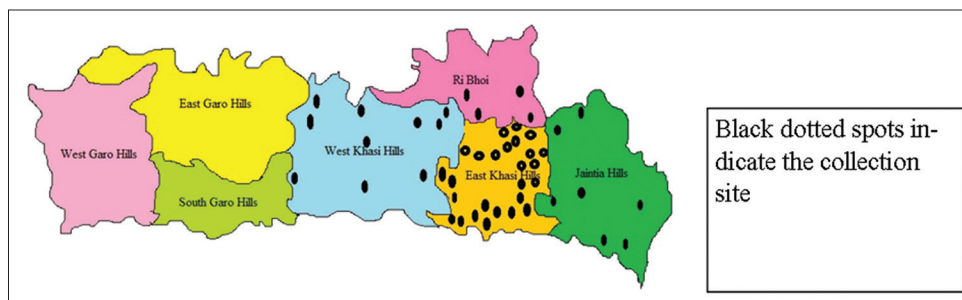 Ri Bhoi
East Garo Hills
West Khasi Hills
West Garo Hills
East Khasi Hills
Jaintia Hills
South Garo Hills
Black dotted spots in-
dicate the collection
site